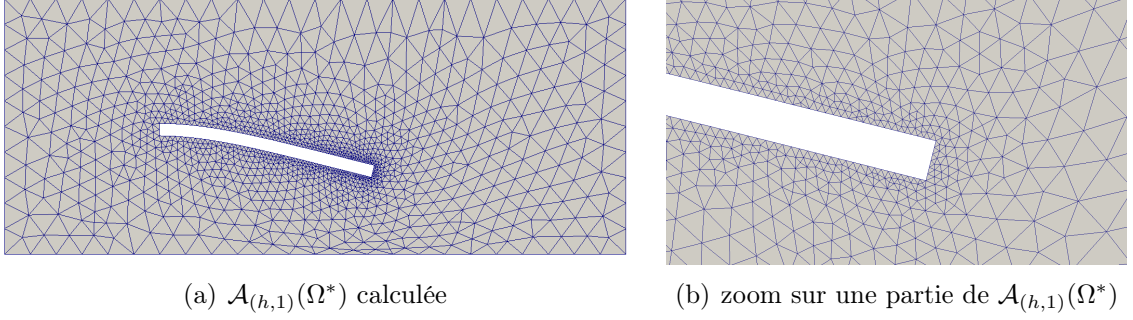 (a) $\mathcal{A}_{(h,1)}(\Omega^*)$ calculée
(b) zoom sur une partie de $\mathcal{A}_{(h,1)}(\Omega^*)$